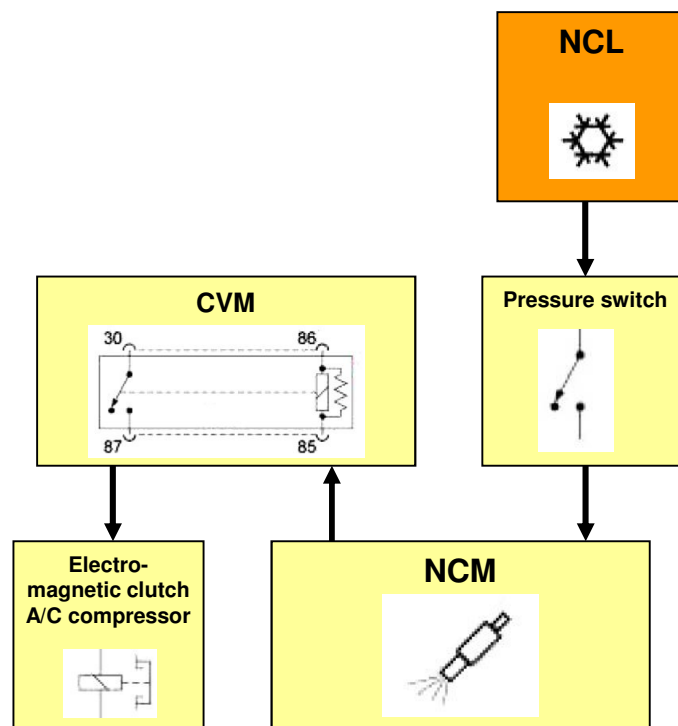 NCL
CVM
30
86
87
85
Pressure switch
Electro-
magnetic clutch
A/C compressor
NCM